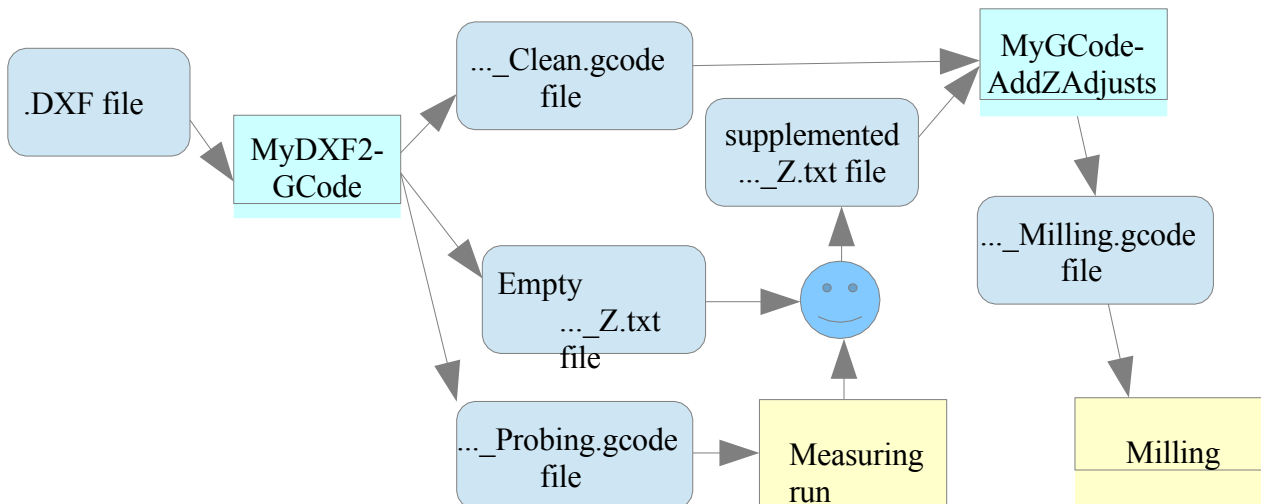 .DXF file
MyDXF2-
GCode
..._Clean.gcode
file
Empty
..._Z.txt
file
..._Probing.gcode
file
Measuring
run
supplemented
..._Z.txt file
MyGCode-
AddZAdjusts
..._Milling.gcode
file
Milling